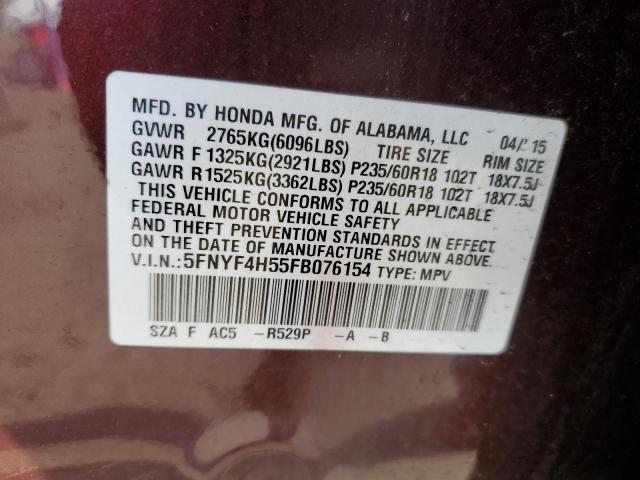 MFD. BY HONDA MFG. OF ALABAMA, LLC 04/15
GVWR 2765KG(6096LBS) TIRE SIZE RIM SIZE
GAWR F 1325KG(2921LBS) P235/60R18 102T 18X7.5J
GAWR R 1525KG(3362LBS) P235/60R18 102T 18X7.5J
THIS VEHICLE CONFORMS TO ALL APPLICABLE
FEDERAL MOTOR VEHICLE SAFETY
AND THEFT PREVENTION STANDARDS IN EFFECT
ON THE DATE OF MANUFACTURE SHOWN ABOVE.
V.I.N.:5FNYF4H55FB076154 TYPE: MPV
SZA F AC5 -R529P -A -B